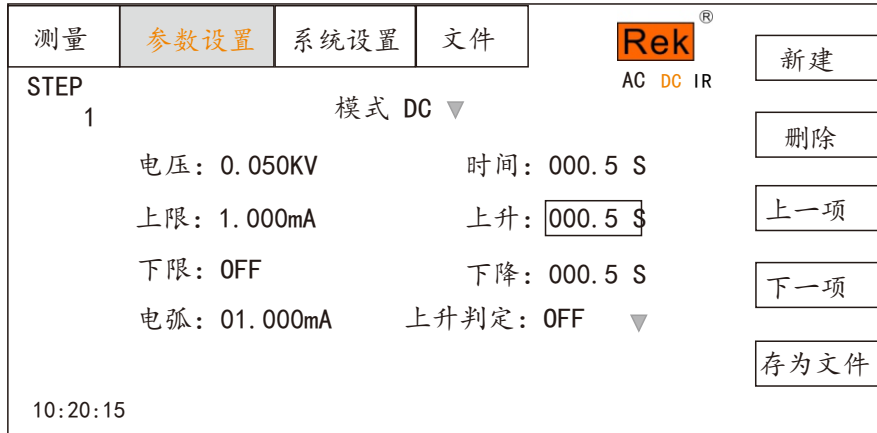 测量 参数设置 系统设置 文件
Rek®
AC DC IR
STEP
1
模式 DC ▼
电压：0.050KV 时间：000.5 S
上限：1.000mA 上升：000.5 S
下限：OFF 下降：000.5 S
电弧：01.000mA 上升判定：OFF ▼
10:20:15
新建
删除
上一项
下一项
存为文件